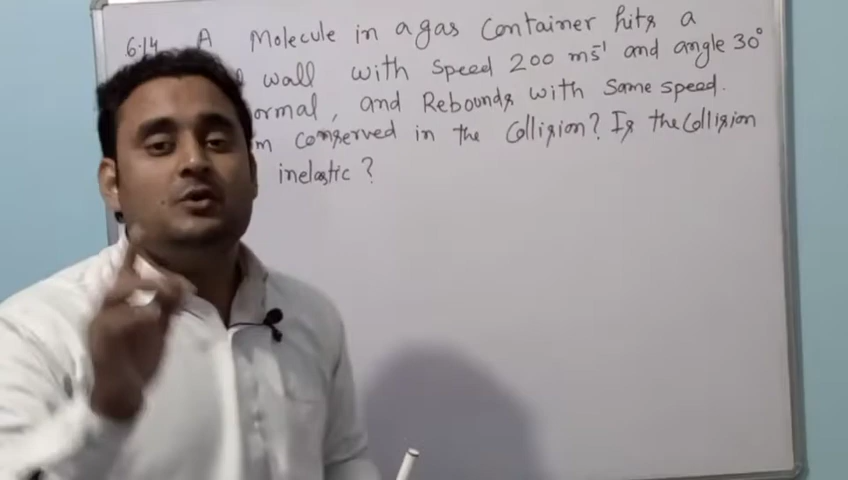 6.14 A Molecule in a gas Container hits a
wall with speed 200 ms⁻¹ and angle 30°
ormal, and Rebounds with Same speed.
m conserved in the Collision? Is the Collision
inelastic?